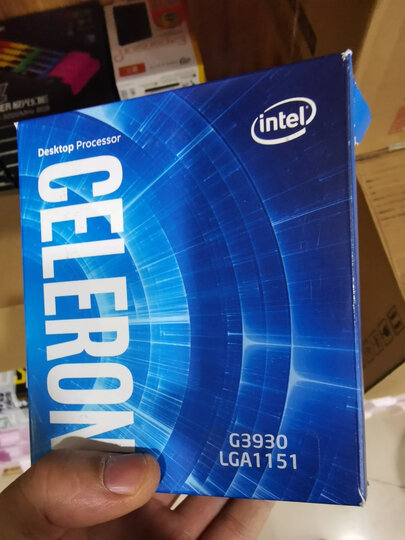 Desktop Processor
CELERON
intel
G3930
LGA1151